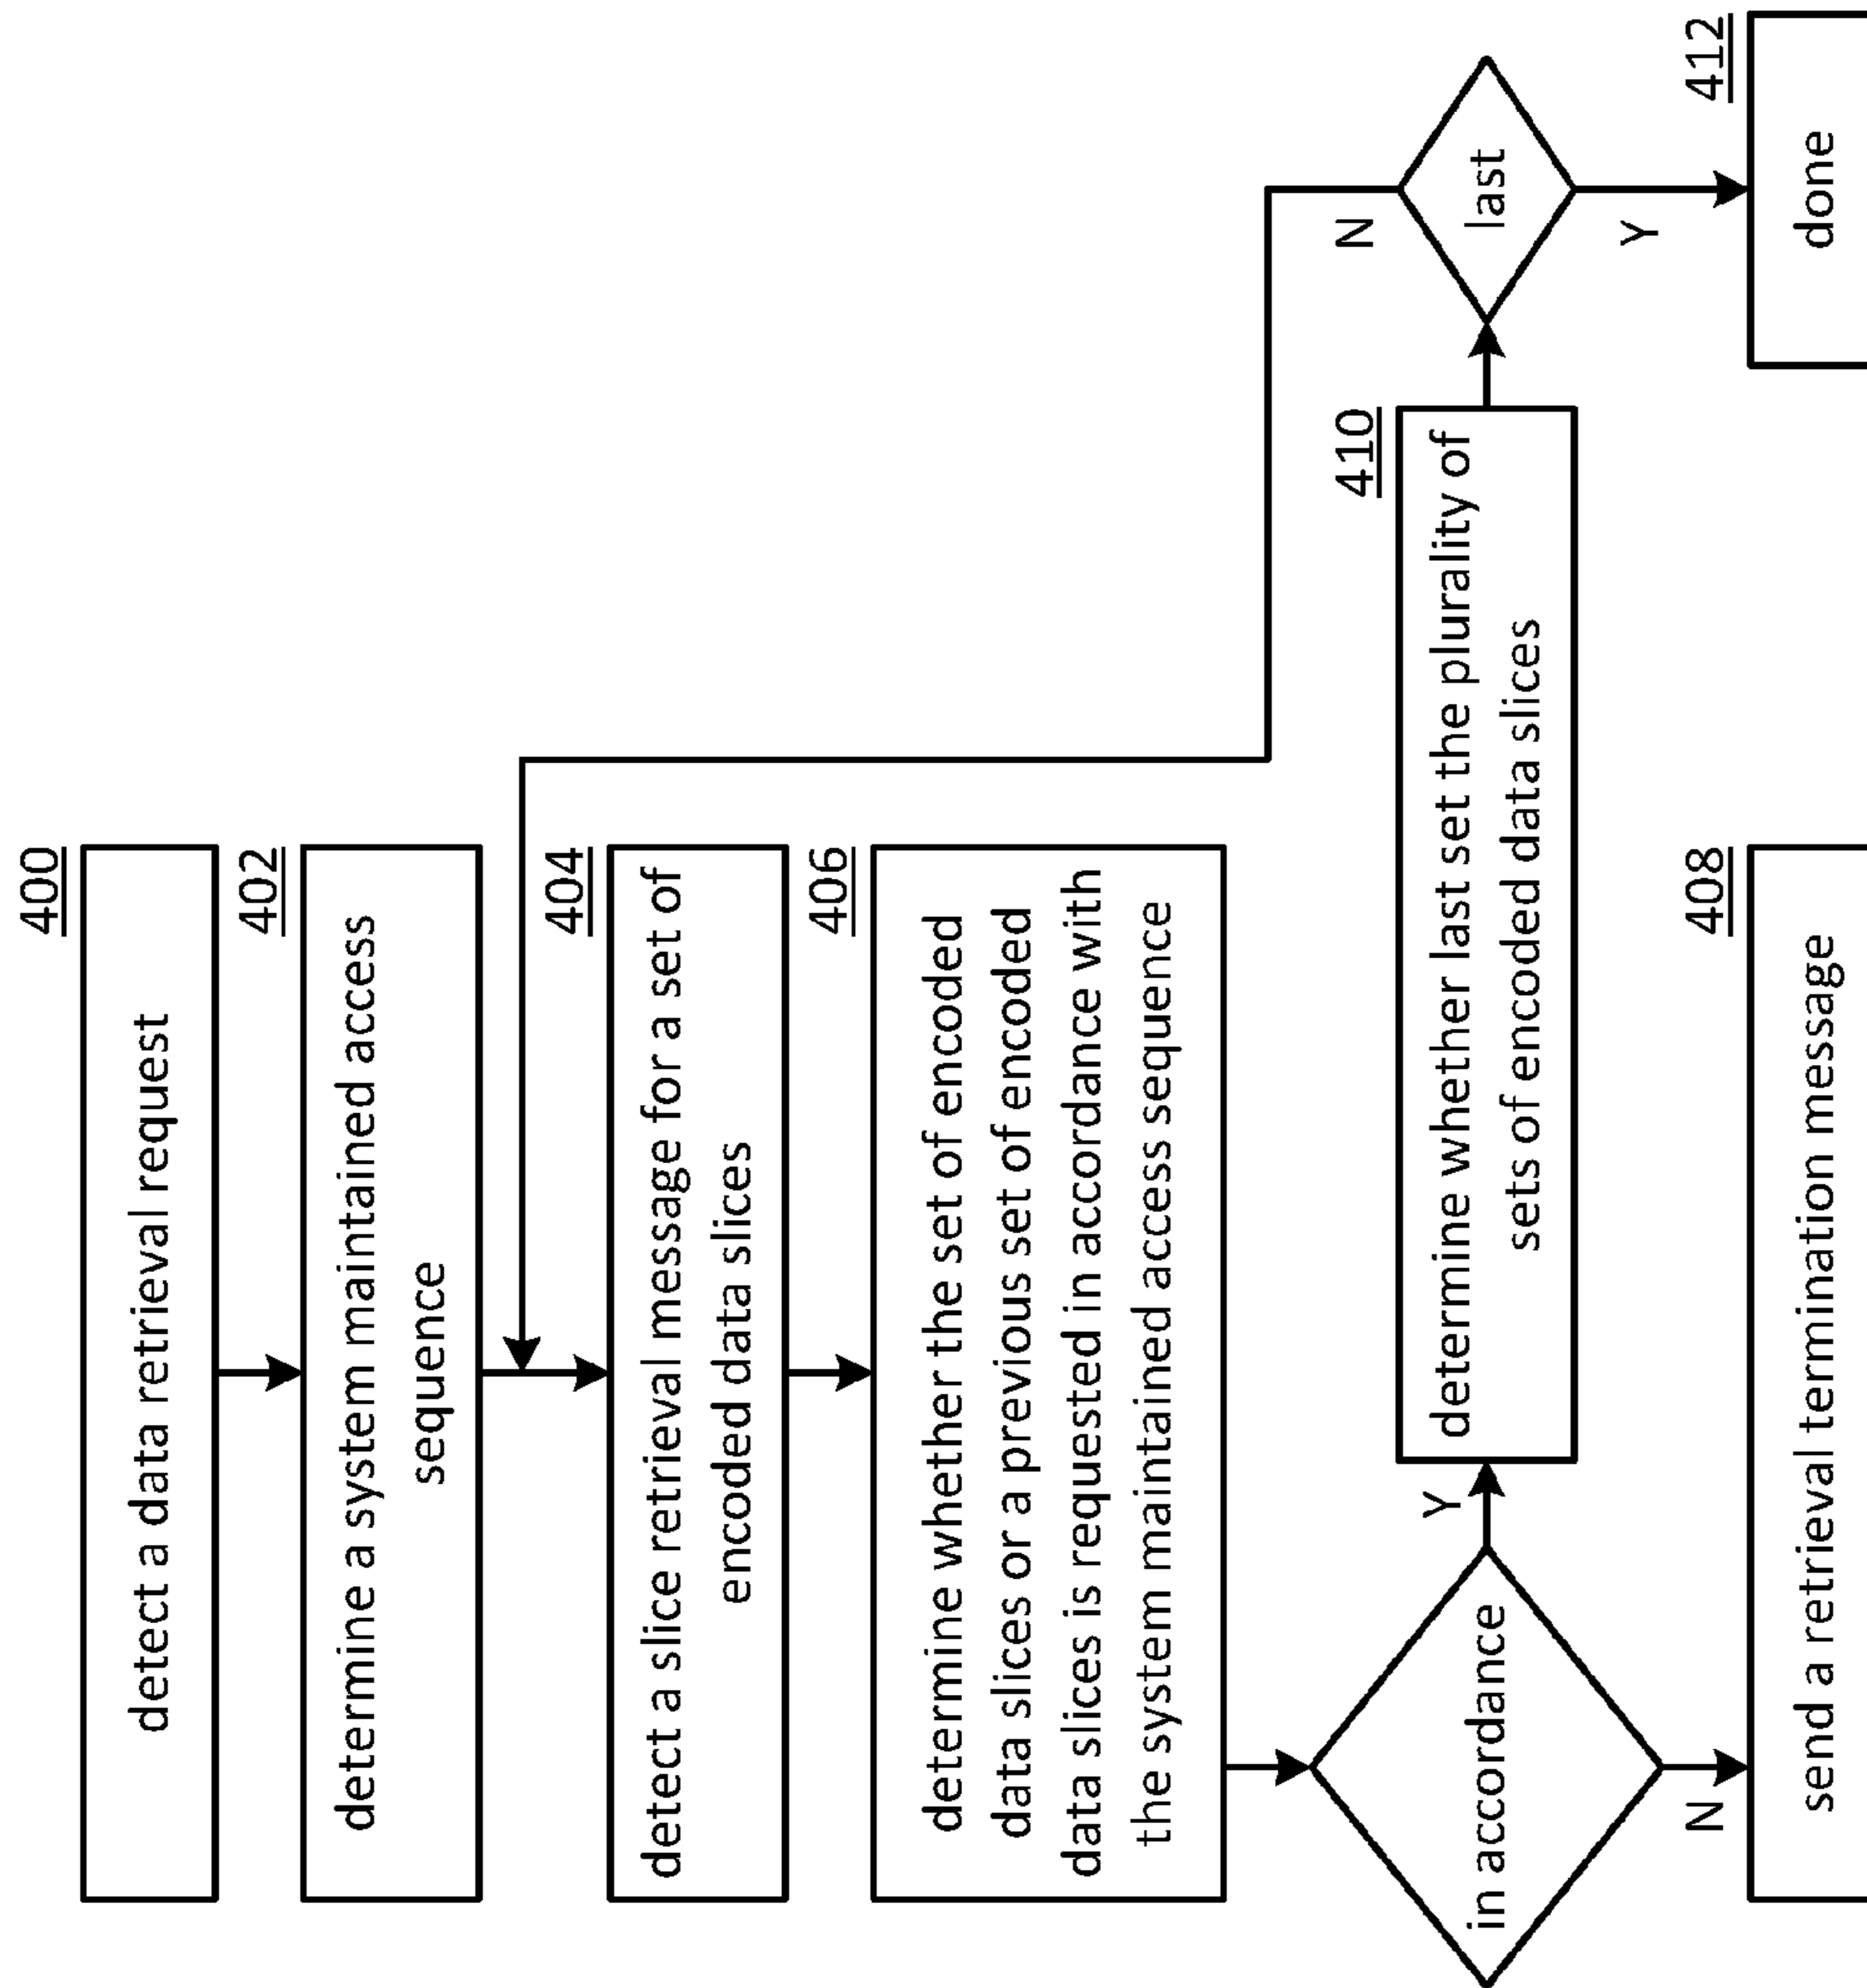 400
detect a data retrieval request
402
determine a system maintained access
sequence
404
detect a slice retrieval message for a set of
encoded data slices
406
determine whether the set of encoded
data slices or a previous set of encoded
data slices is requested in accordance with
the system maintained access sequence
in accordance
Y
N
408
send a retrieval termination message
410
determine whether last set the plurality of
sets of encoded data slices
last
N
Y
412
done